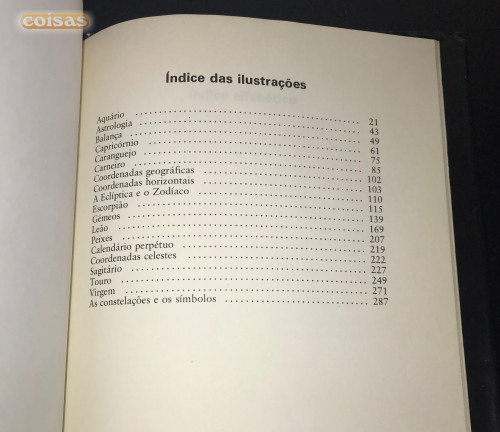 coisas
Índice das ilustrações
Aquário 21
Astrologia 43
Balança 49
Capricórnio 61
Caranguejo 75
Carneiro 85
Coordenadas geográficas 102
Coordenadas horizontais 103
A Eclíptica e o Zodíaco 110
Escorpião 115
Gémeos 139
Leão 169
Peixes 207
Calendário perpétuo 219
Coordenadas celestes 222
Sagitário 227
Touro 249
Virgem 271
As constelações e os símbolos 287